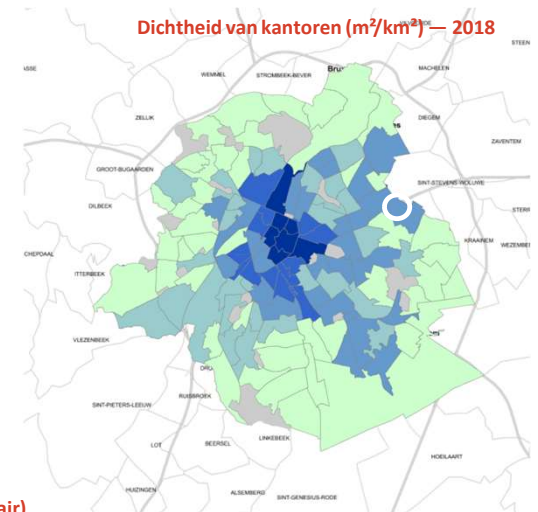 Dichtheid van kantoren (m²/km²) — 2018
STEEN
ASSE
WEMMEL
STROMBEEK-BEVER
Bru
MACHELEN
ZELLIK
DIEGEM
es
ZAVENTEM
GROOT-BIJGAARDEN
SINT-STEVENS-WOLUWE
DILBEEK
STERR
KRAAINEM
WEZEMBE
CHEPDAAL
ITTERBEEK
VLEZENBEEK
DRO
RUISBROEK
SINT-PIETERS-LEEUW
LINKEBEEK
LOT
BEERSEL
HOEILAART
HUIZINGEN
ALSEMBERG
SINT-GENESIUS-RODE
air)